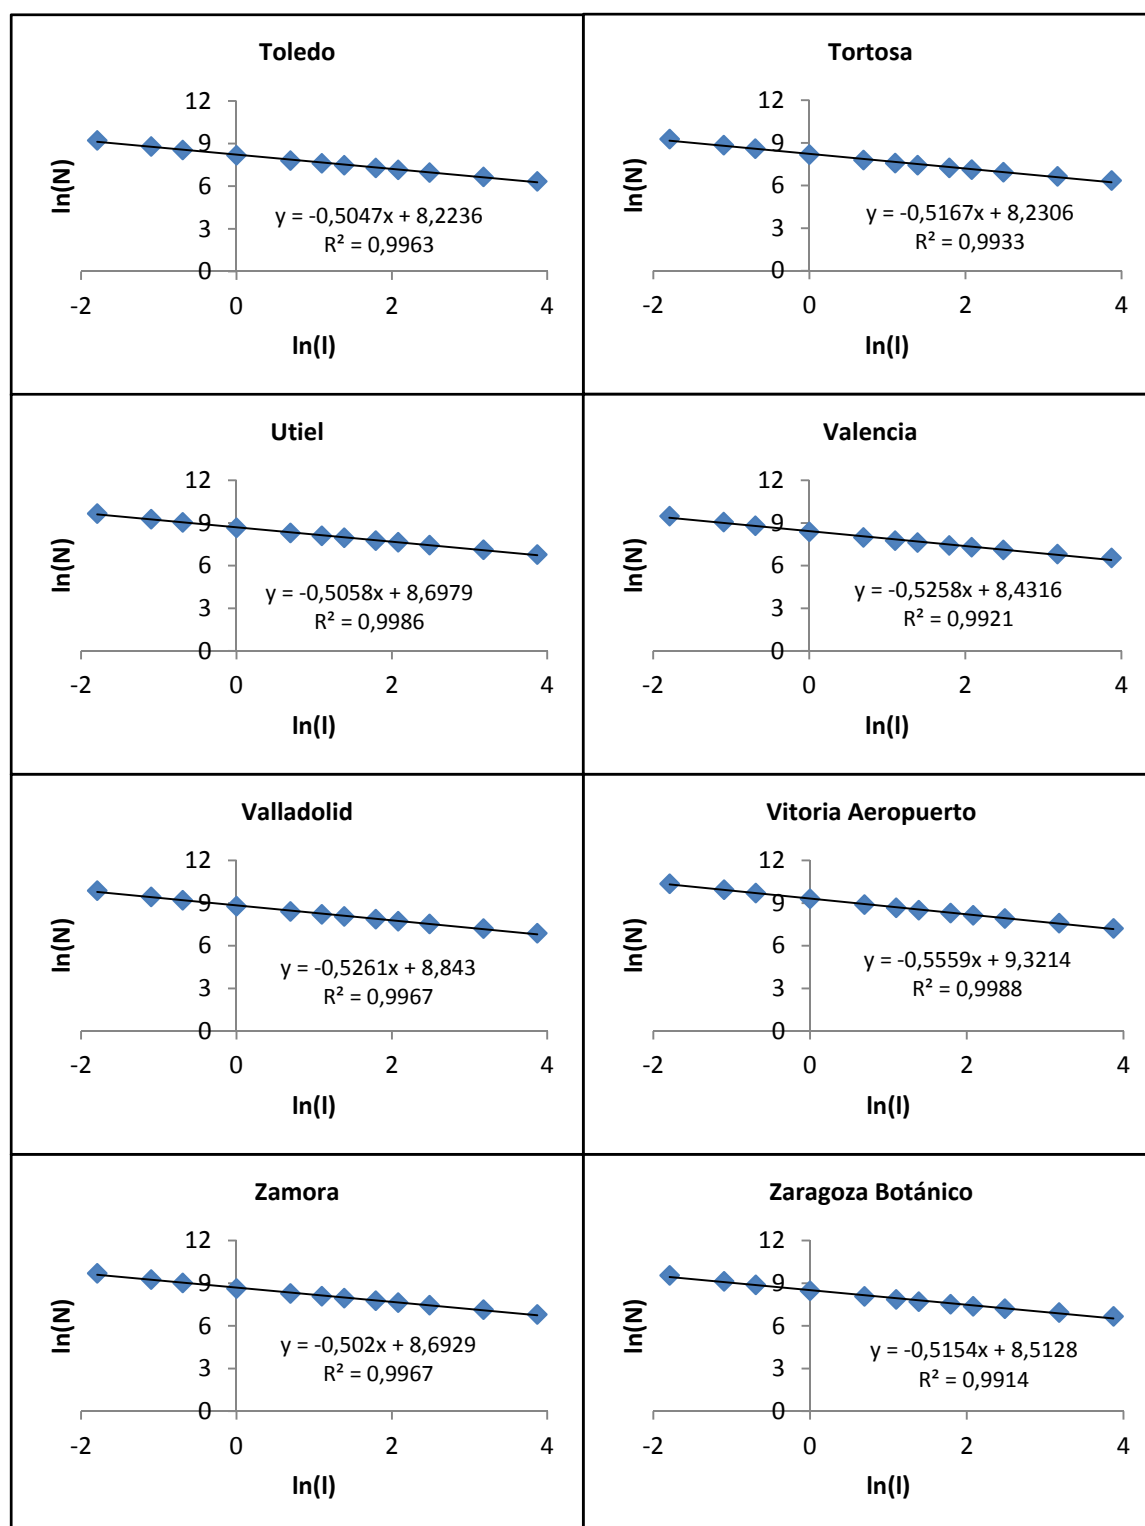 Toledo
12
9
6
3
0
ln(N)
y = -0,5047x + 8,2236
R² = 0,9963
-2 0 2 4
ln(l)
Tortosa
12
9
6
3
0
ln(N)
y = -0,5167x + 8,2306
R² = 0,9933
-2 0 2 4
ln(l)
Utiel
12
9
6
3
0
ln(N)
y = -0,5058x + 8,6979
R² = 0,9986
-2 0 2 4
ln(l)
Valencia
12
9
6
3
0
ln(N)
y = -0,5258x + 8,4316
R² = 0,9921
-2 0 2 4
ln(l)
Valladolid
12
9
6
3
0
ln(N)
y = -0,5261x + 8,843
R² = 0,9967
-2 0 2 4
ln(l)
Vitoria Aeropuerto
12
9
6
3
0
ln(N)
y = -0,5559x + 9,3214
R² = 0,9988
-2 0 2 4
ln(l)
Zamora
12
9
6
3
0
ln(N)
y = -0,502x + 8,6929
R² = 0,9967
-2 0 2 4
ln(l)
Zaragoza Botánico
12
9
6
3
0
ln(N)
y = -0,5154x + 8,5128
R² = 0,9914
-2 0 2 4
ln(l)